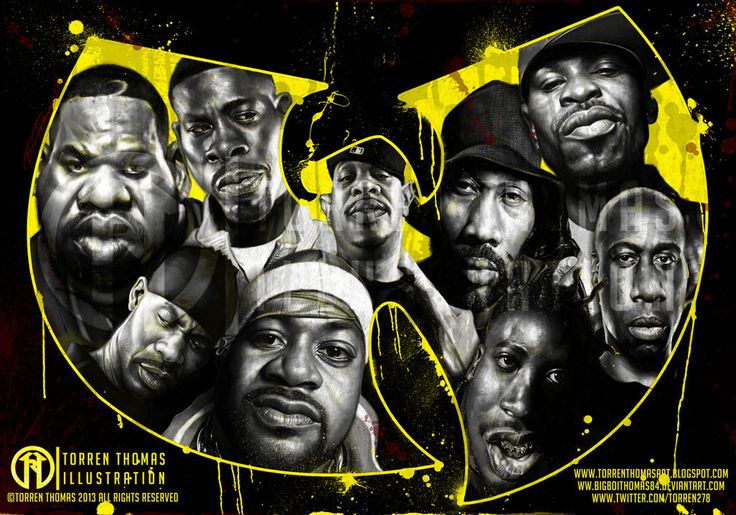 TORREN THOMAS
ILLUSTRATION
©TORREN THOMAS 2013 ALL RIGHTS RESERVED
WWW.TORRENTHOMASART.BLOGSPOT.COM
WWW.BIGBOITHOMAS84.DEVIANTART.COM
WWW.TWITTER.COM/TORREN278